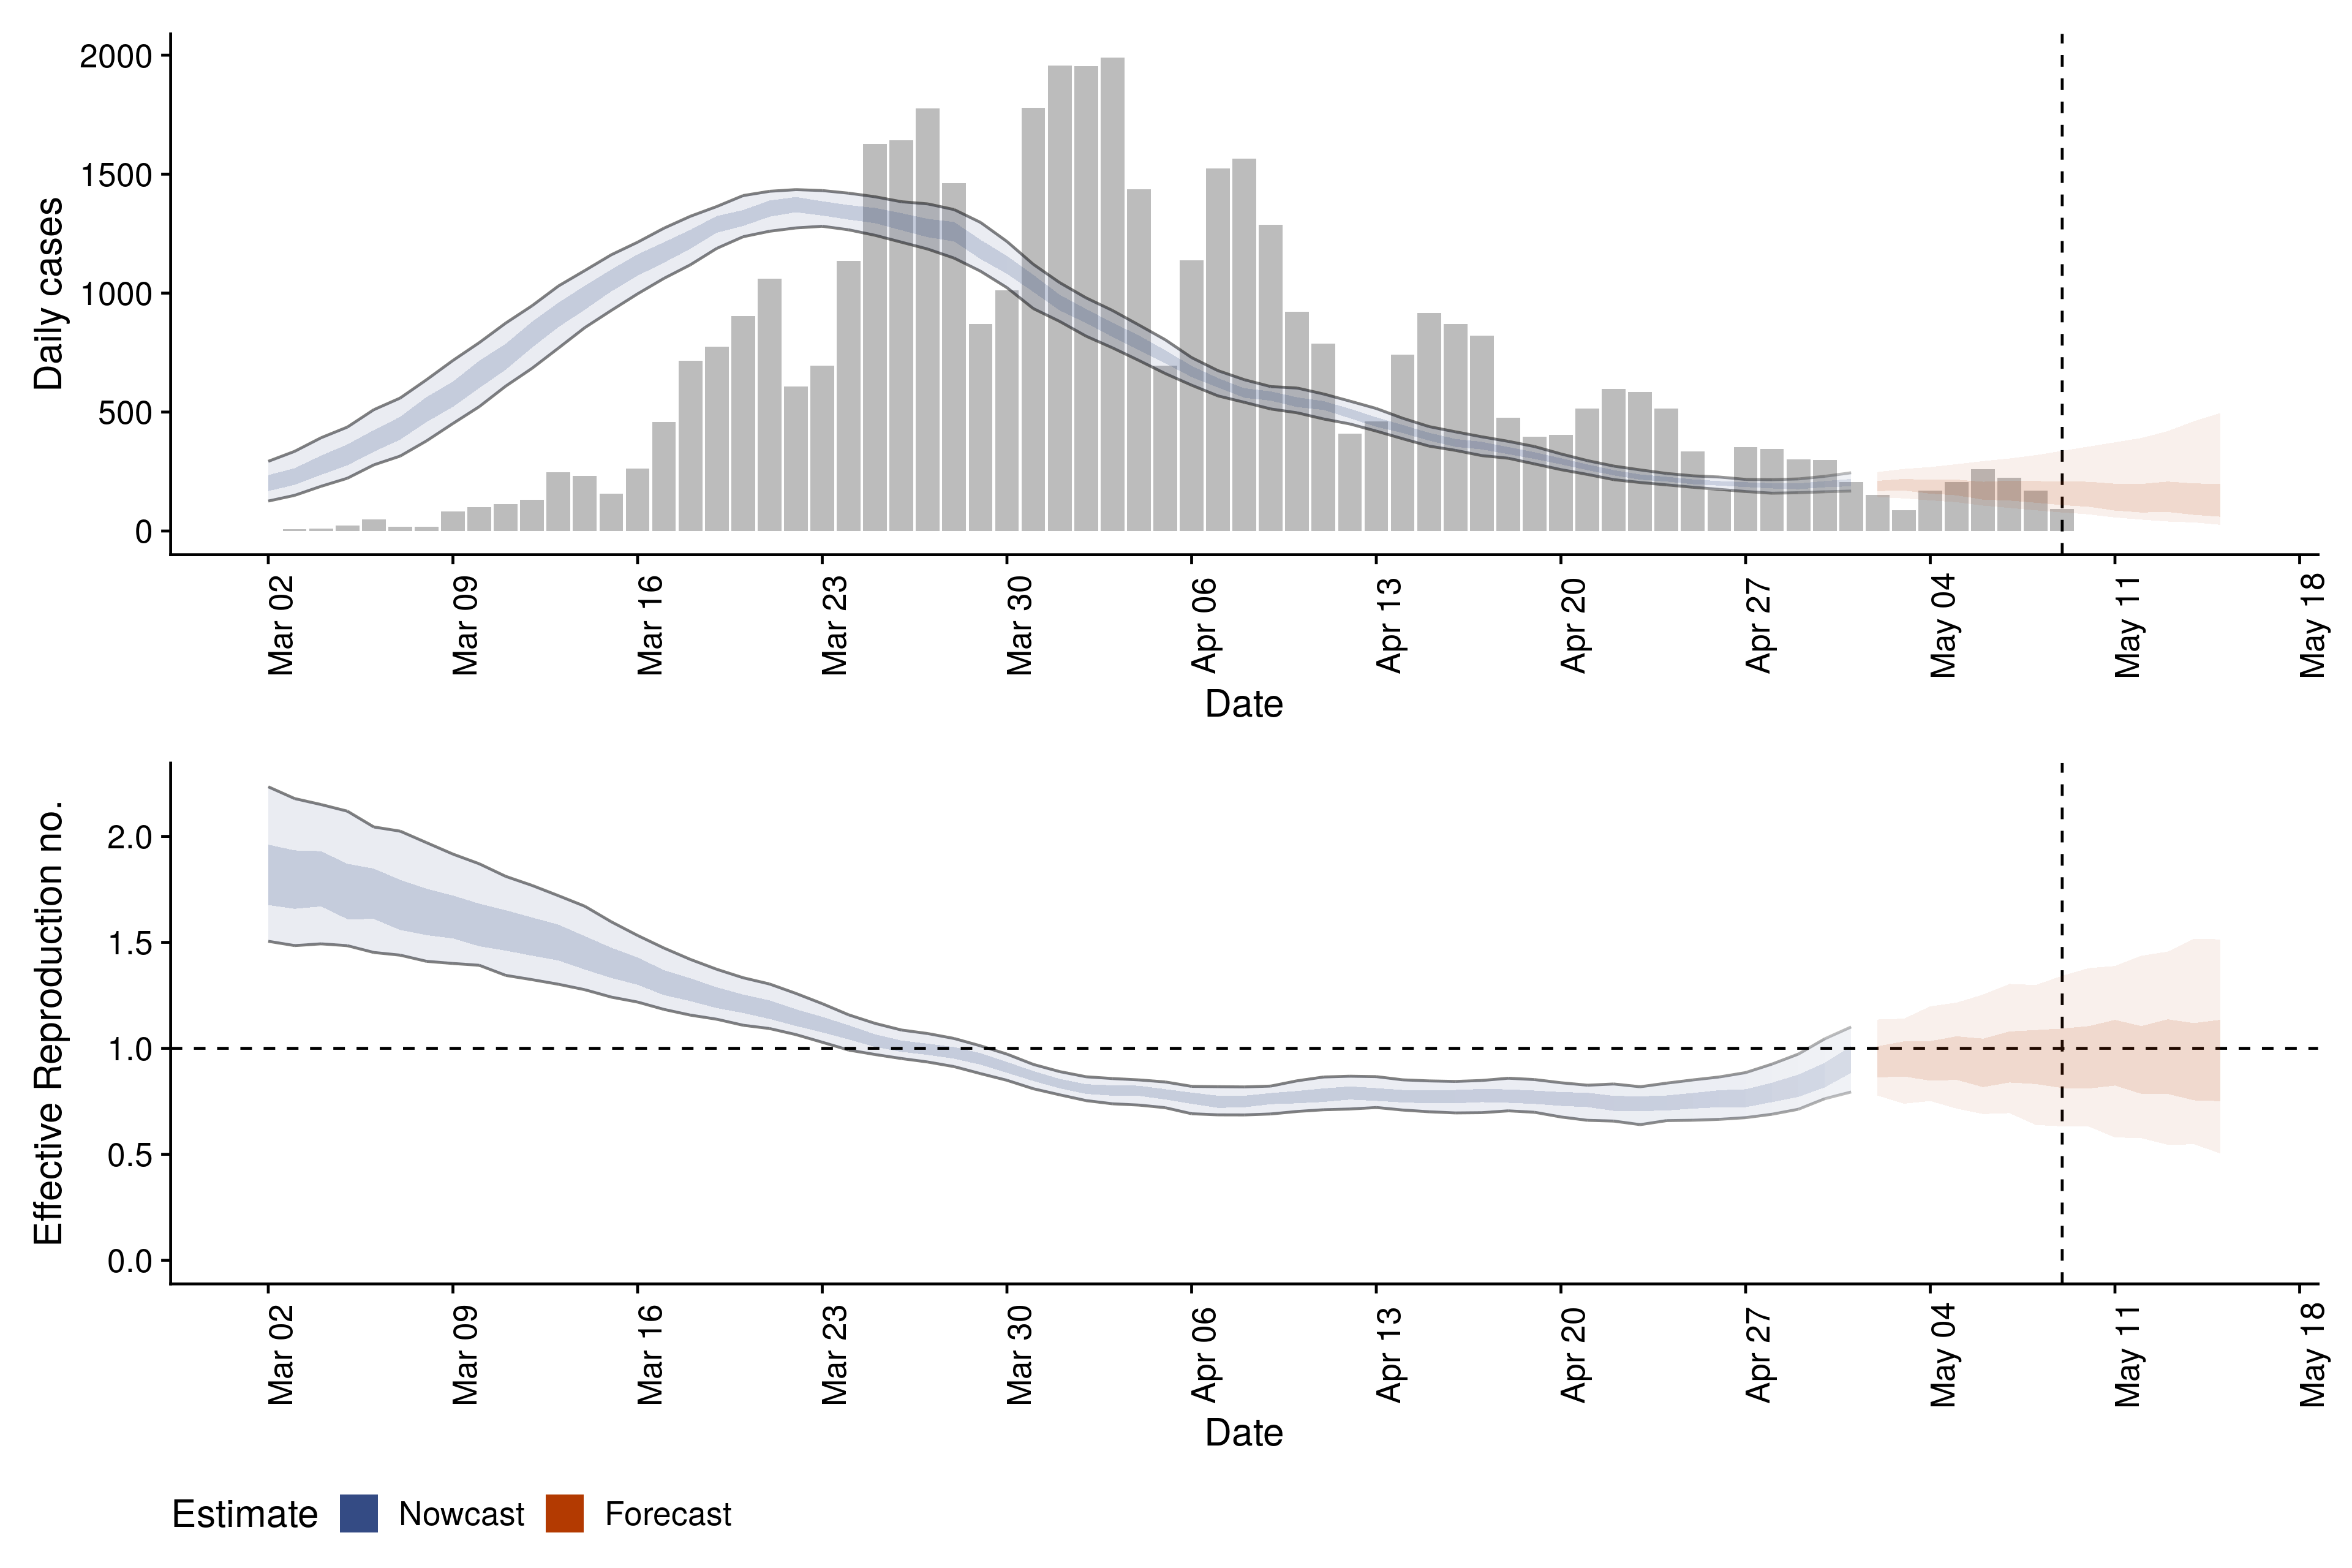 Daily cases
2000
1500
1000
500
0
Mar 02
Mar 09
Mar 16
Mar 23
Mar 30
Apr 06
Apr 13
Apr 20
Apr 27
May 04
May 11
May 18
Date
Effective Reproduction no.
2.0
1.5
1.0
0.5
0.0
Mar 02
Mar 09
Mar 16
Mar 23
Mar 30
Apr 06
Apr 13
Apr 20
Apr 27
May 04
May 11
May 18
Date
Estimate Nowcast Forecast